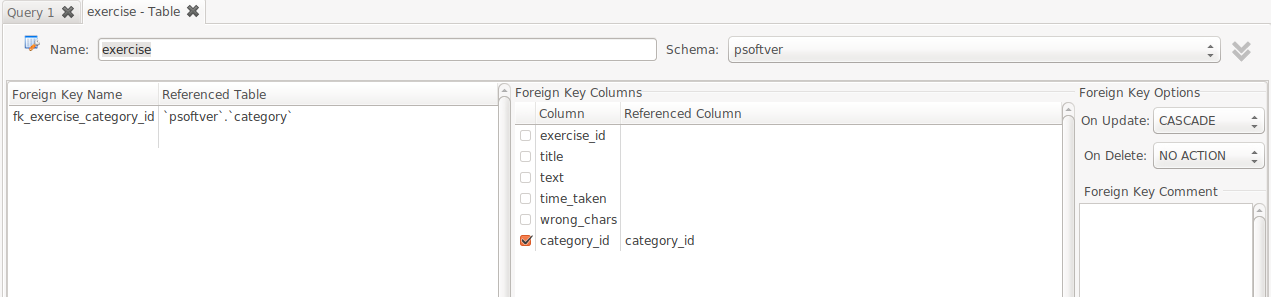 Query 1 exercise - Table
Name: exercise Schema: psoftver
Foreign Key Name Referenced Table
fk_exercise_category_id `psoftver`.`category`
Foreign Key Columns
Column Referenced Column
exercise_id
title
text
time_taken
wrong_chars
category_id category_id
Foreign Key Options
On Update: CASCADE
On Delete: NO ACTION
Foreign Key Comment